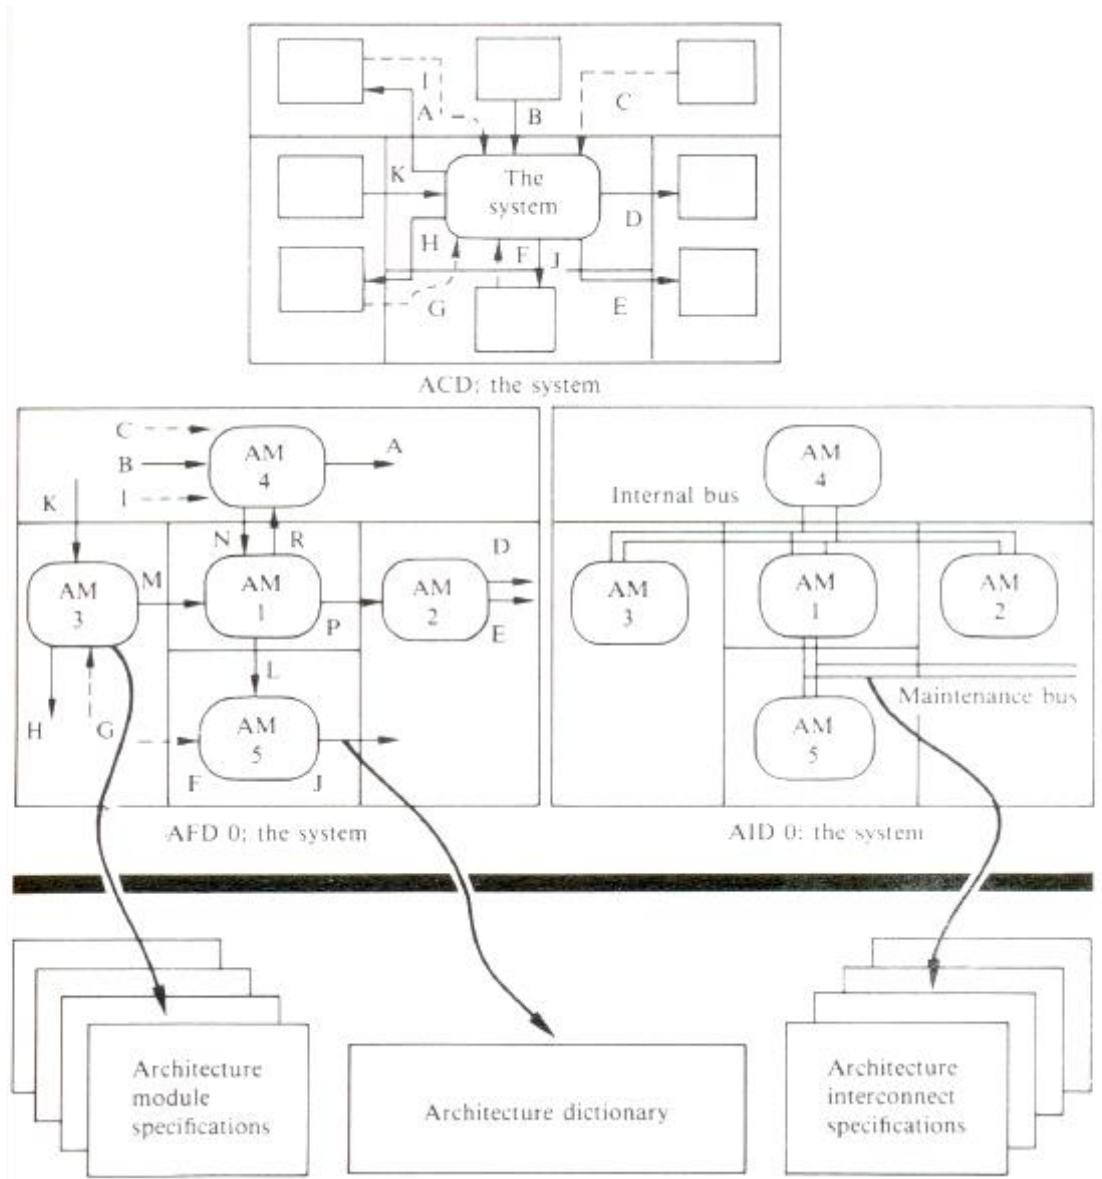 I
A
B
C
K
The
system
D
H
F
J
G
E
ACD: the system
C
B
I
K
AM
4
A
N
R
AM
3
M
AM
1
P
AM
2
D
E
L
H
G
AM
5
F
J
AFD 0: the system
AM
4
Internal bus
AM
3
AM
1
AM
2
Maintenance bus
AM
5
AID 0: the system
Architecture
module
specifications
Architecture dictionary
Architecture
interconnect
specifications